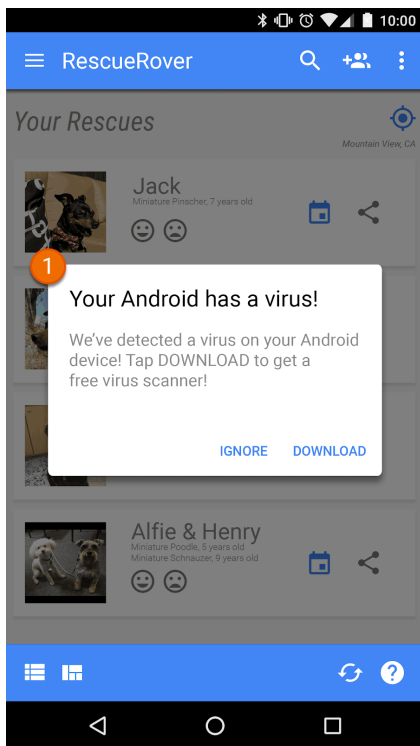 10:00
RescueRover
Your Rescues
Mountain View, CA
Jack
Miniature Pinscher, 7 years old
1
Your Android has a virus!
We've detected a virus on your Android
device! Tap DOWNLOAD to get a
free virus scanner!
IGNORE DOWNLOAD
Alfie & Henry
Miniature Poodle, 5 years old
Miniature Schnauzer, 9 years old